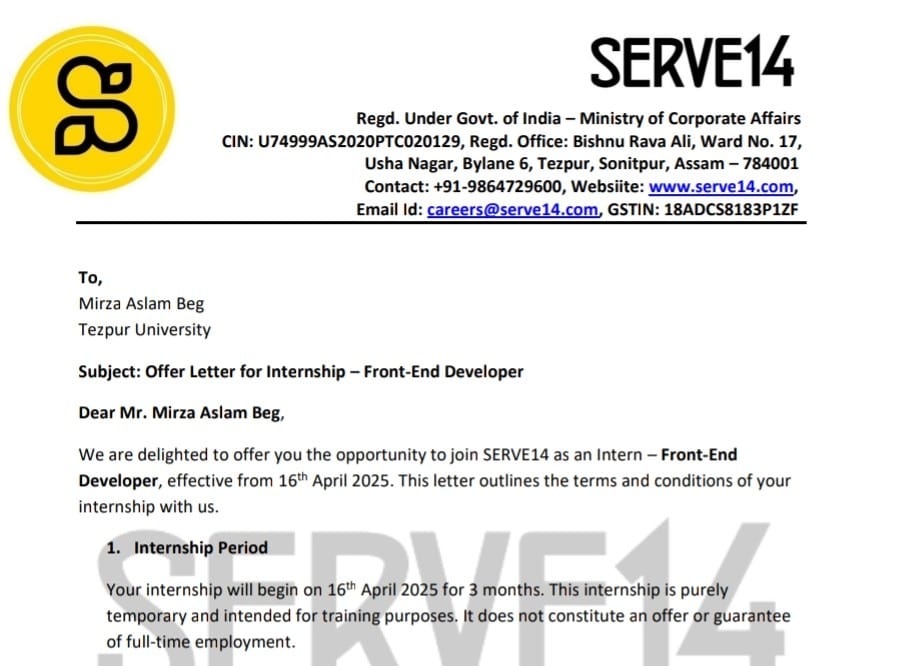 SERVE14
Regd. Under Govt. of India – Ministry of Corporate Affairs
CIN: U74999AS2020PTC020129, Regd. Office: Bishnu Rava Ali, Ward No. 17,
Usha Nagar, Bylane 6, Tezpur, Sonitpur, Assam – 784001
Contact: +91-9864729600, Websiite: www.serve14.com,
Email Id: careers@serve14.com, GSTIN: 18ADCS8183P1ZF
To,
Mirza Aslam Beg
Tezpur University
Subject: Offer Letter for Internship – Front-End Developer
Dear Mr. Mirza Aslam Beg,
We are delighted to offer you the opportunity to join SERVE14 as an Intern – Front-End
Developer, effective from 16th April 2025. This letter outlines the terms and conditions of your
internship with us.
SERVE14
1. Internship Period
Your internship will begin on 16th April 2025 for 3 months. This internship is purely
temporary and intended for training purposes. It does not constitute an offer or guarantee
of full-time employment.